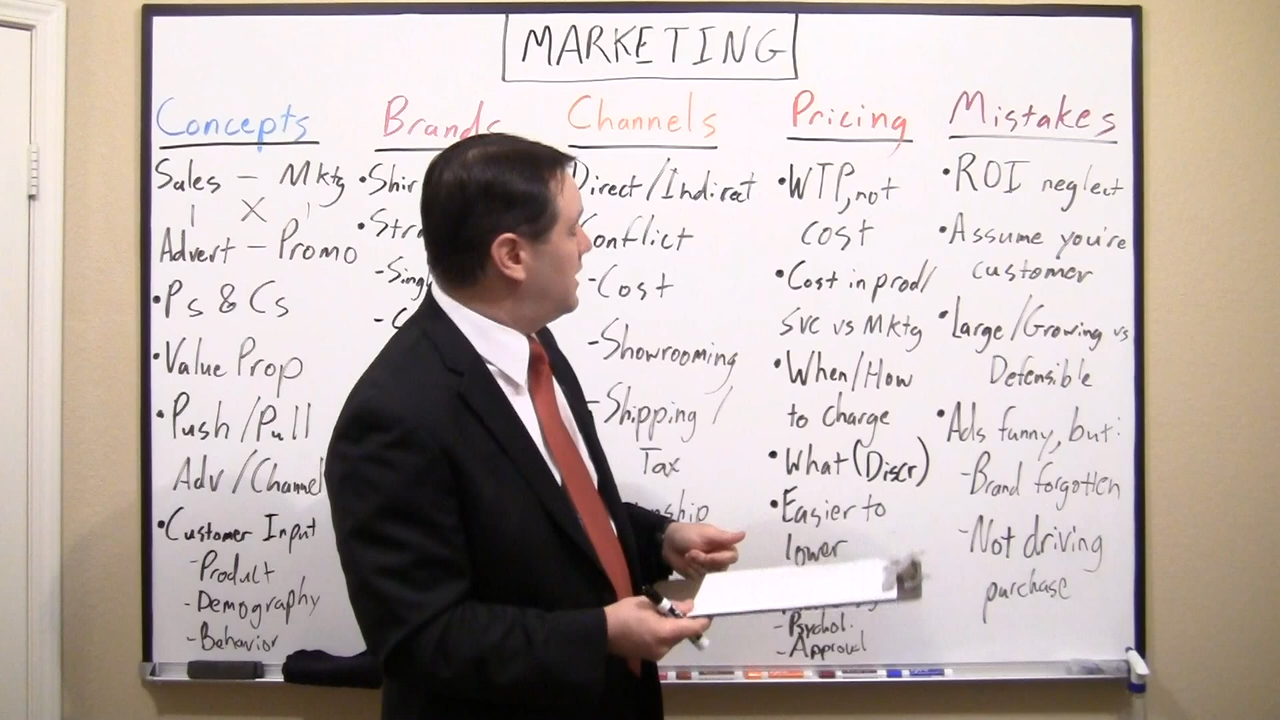 MARKETING
Concepts
Sales - Mktg
X
Advert - Promo
•Ps & Cs
•Value Prop
•Push/Pull
Adv/Channel
•Customer Input
-Product
-Demography
-Behavior
Brands
Channels
Direct/Indirect
Conflict
-Cost
-Showrooming
-Shipping/
Tax
Pricing
•WTP, not
cost
•Cost in prod/
svc vs Mktg
•When/How
to charge
•What (Discr)
•Easier to
lower
-Psychol.
-Approval
Mistakes
•ROI neglect
•Assume you're
customer
•Large/Growing vs
Defensible
•Ads funny, but:
-Brand forgotten
-Not driving
purchase